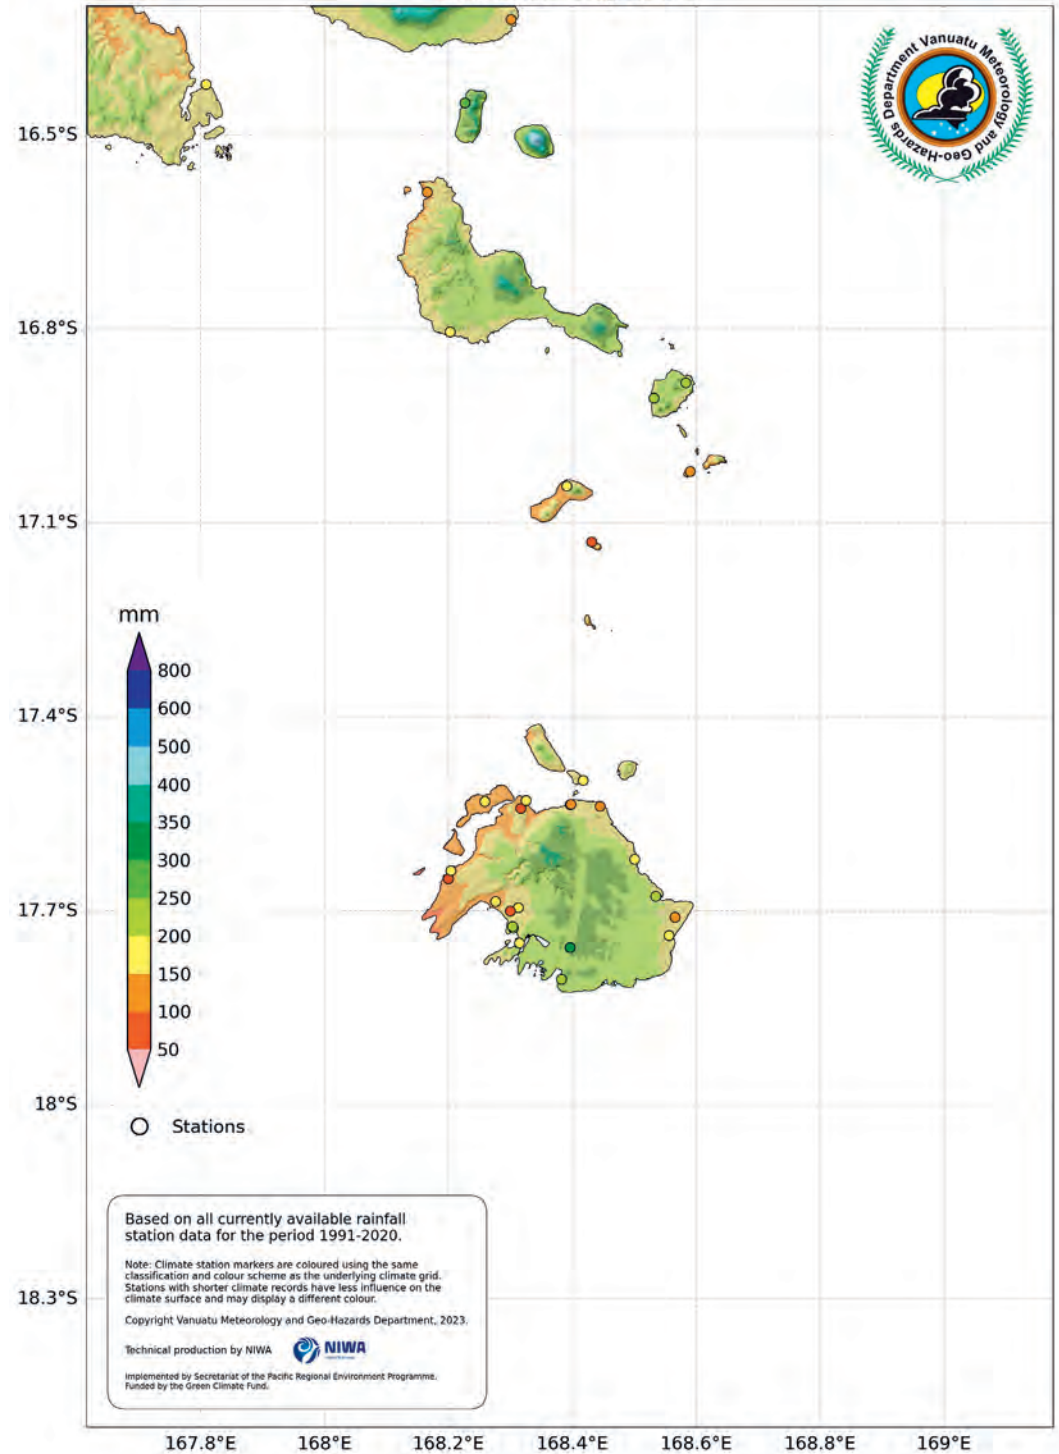 Vanuatu Meteorology and Geo-Hazards Department
16.5°S
16.8°S
17.1°S
17.4°S
17.7°S
18°S
18.3°S
mm
800
600
500
400
350
300
250
200
150
100
50
Stations
Based on all currently available rainfall
station data for the period 1991-2020.
Note: Climate station markers are coloured using the same
classification and colour scheme as the underlying climate grid.
Stations with shorter climate records have less influence on the
climate surface and may display a different colour.
Copyright Vanuatu Meteorology and Geo-Hazards Department, 2023.
Technical production by NIWA
NIWA
Implemented by Secretariat of the Pacific Regional Environment Programme.
Funded by the Green Climate Fund.
167.8°E 168°E 168.2°E 168.4°E 168.6°E 168.8°E 169°E